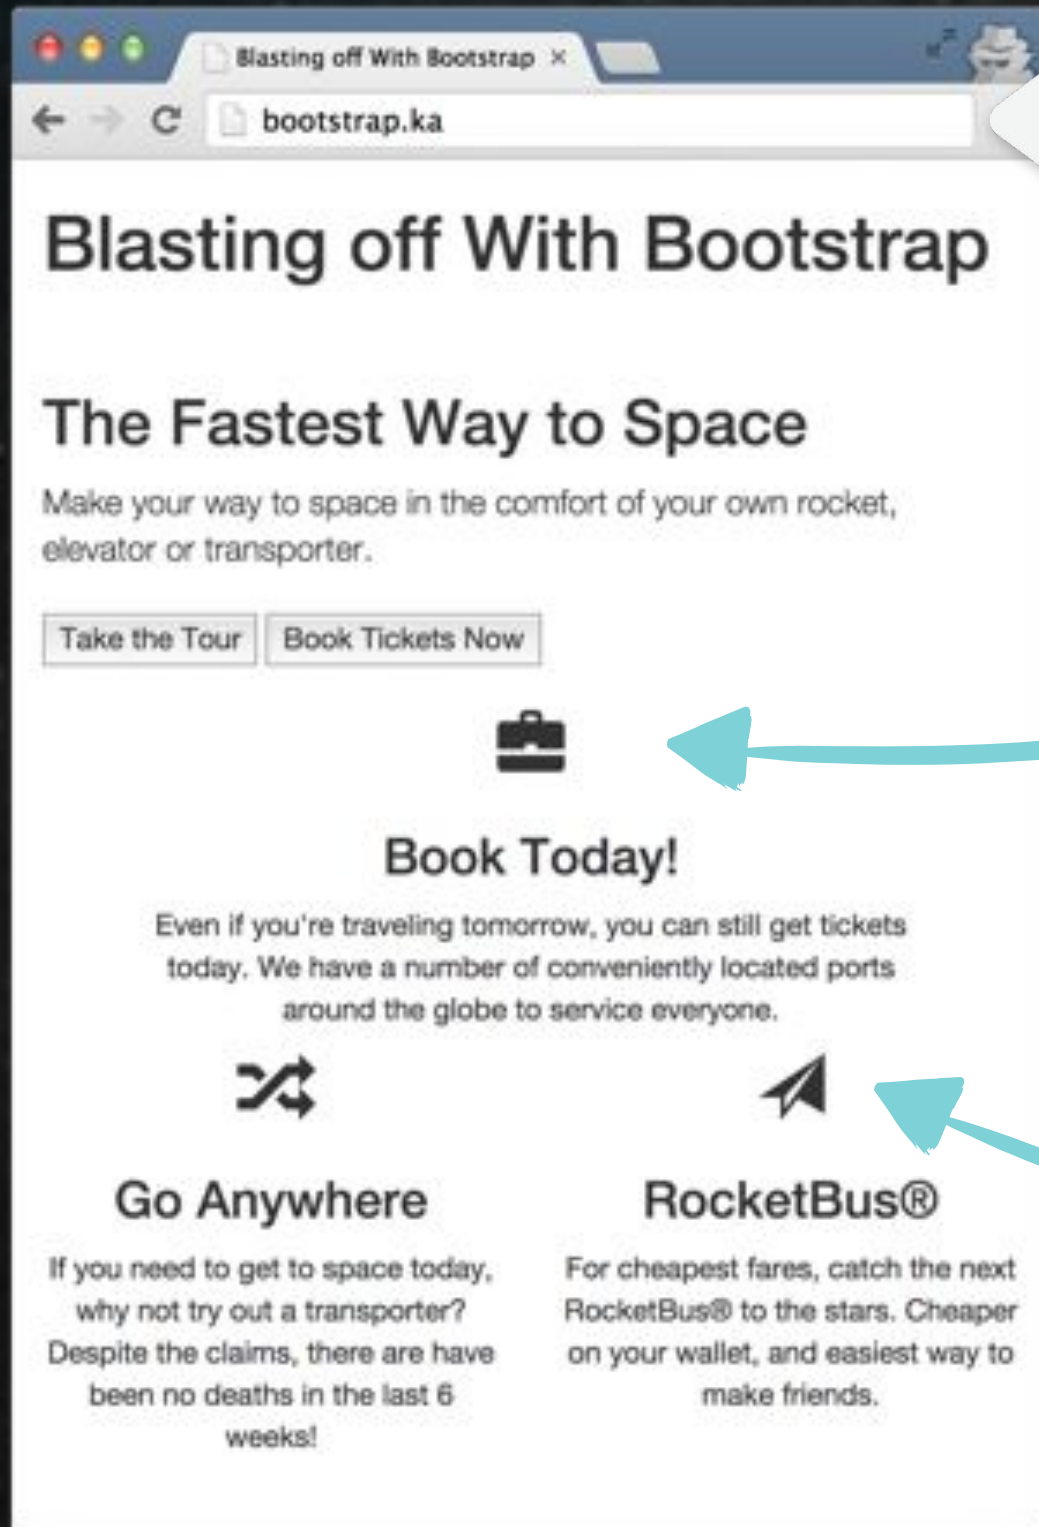 Blasting off With Bootstrap
bootstrap.ka
Blasting off With Bootstrap
The Fastest Way to Space
Make your way to space in the comfort of your own rocket,
elevator or transporter.
Take the Tour
Book Tickets Now
Book Today!
Even if you're traveling tomorrow, you can still get tickets
today. We have a number of conveniently located ports
around the globe to service everyone.
Go Anywhere
If you need to get to space today,
why not try out a transporter?
Despite the claims, there are have
been no deaths in the last 6
weeks!
RocketBus®
For cheapest fares, catch the next
RocketBus® to the stars. Cheaper
on your wallet, and easiest way to
make friends.